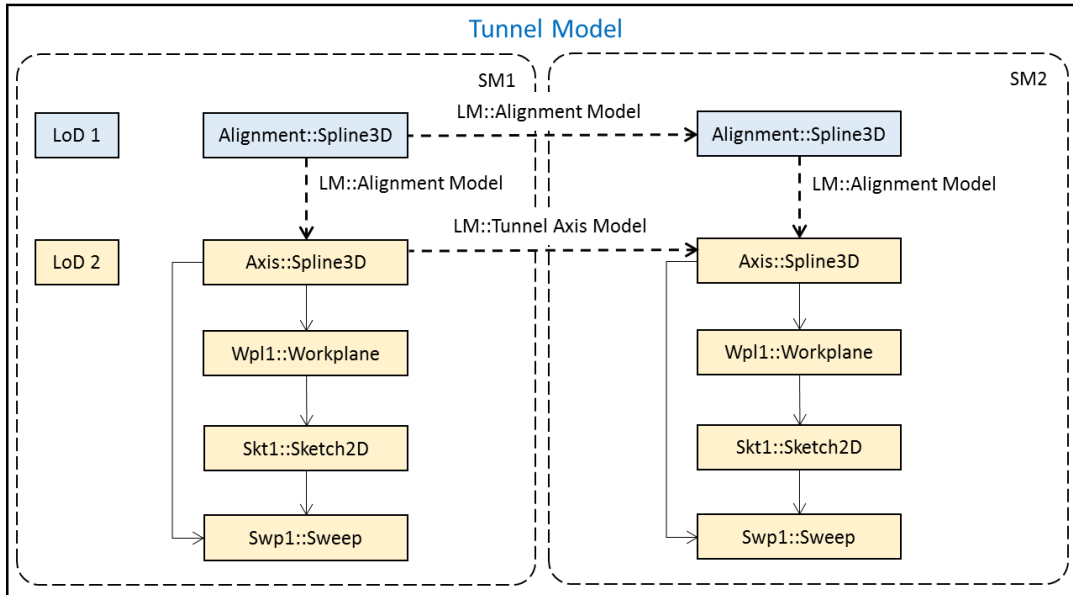 Tunnel Model
SM1
SM2
LoD 1
Alignment::Spline3D
LM::Alignment Model
Alignment::Spline3D
LM::Alignment Model
LM::Alignment Model
LoD 2
Axis::Spline3D
LM::Tunnel Axis Model
Axis::Spline3D
Wpl1::Workplane
Wpl1::Workplane
Skt1::Sketch2D
Skt1::Sketch2D
Swp1::Sweep
Swp1::Sweep